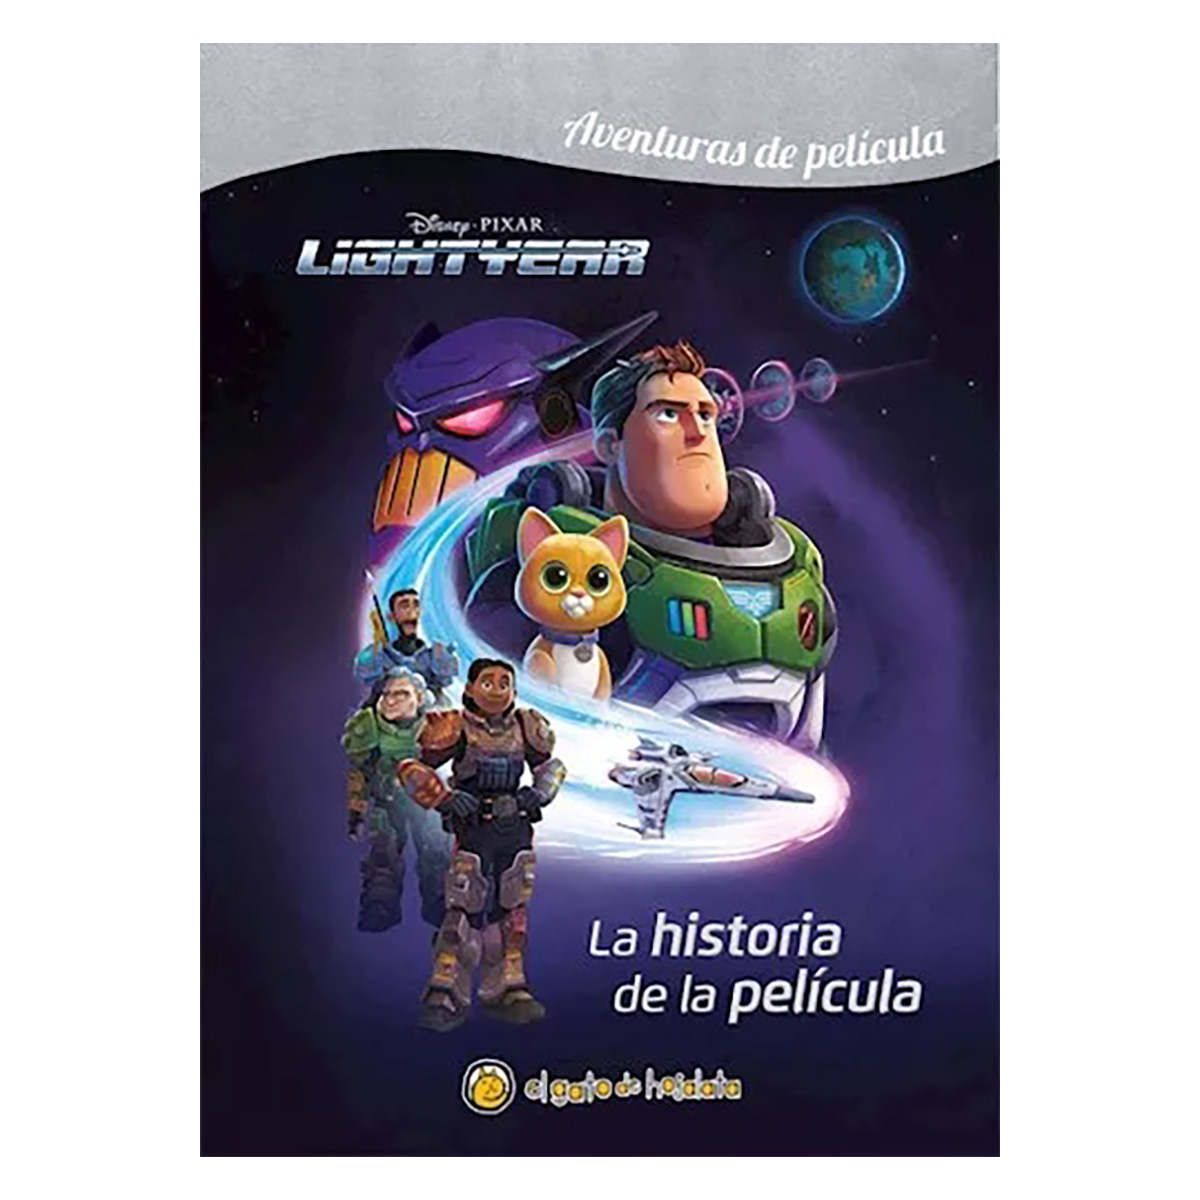 Aventuras de película
Disney · PIXAR
LIGHTYEAR
La historia
de la película
el gato de hojalata